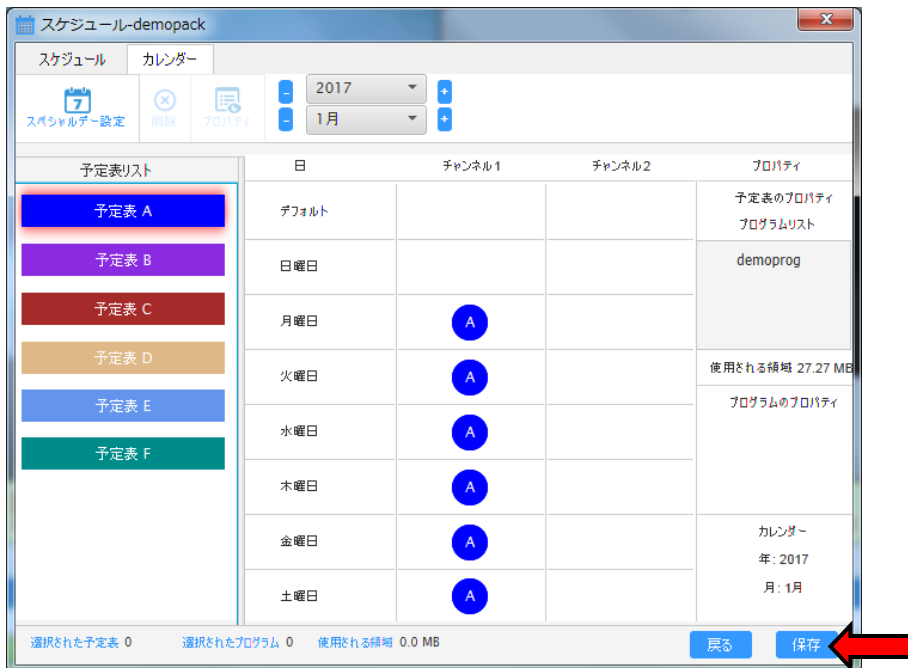 スケジュール-demopack
x
スケジュール カレンダー
7
スペシャルデー設定 削除 プロパティ
- 2017 +
- 1月 +
予定表リスト 日 チャンネル1 チャンネル2 プロパティ
予定表 A
予定表 B
予定表 C
予定表 D
予定表 E
予定表 F
デフォルト
日曜日
月曜日 A
火曜日 A
水曜日 A
木曜日 A
金曜日 A
土曜日 A
予定表のプロパティ
プログラムリスト
demoprog
使用される領域 27.27 MB
プログラムのプロパティ
カレンダー
年: 2017
月: 1月
選択された予定表 0 選択されたプログラム 0 使用される領域 0.0 MB 戻る 保存